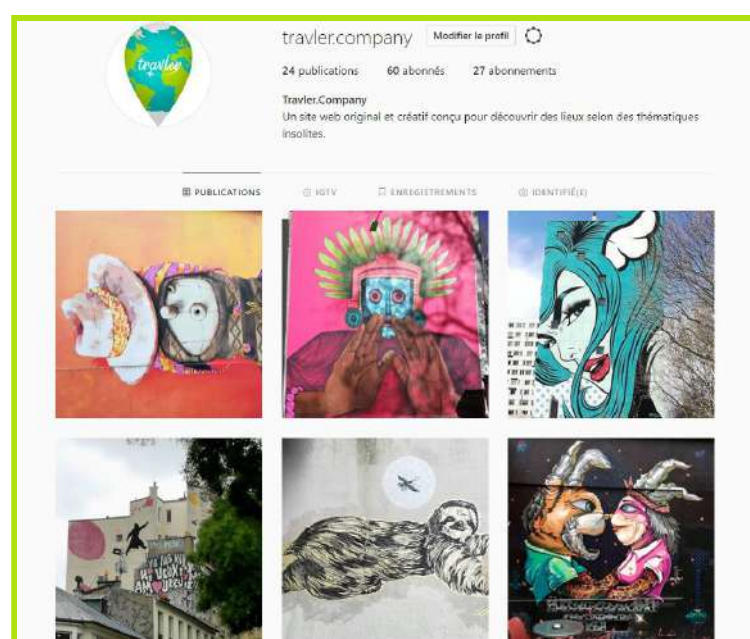 travler
travler.company Modifier le profil
24 publications 60 abonnés 27 abonnements
Travler.Company
Un site web original et créatif conçu pour découvrir des lieux selon des thématiques
insolites.
PUBLICATIONS IGTV ENREGISTREMENTS IDENTIFIÉ(E)